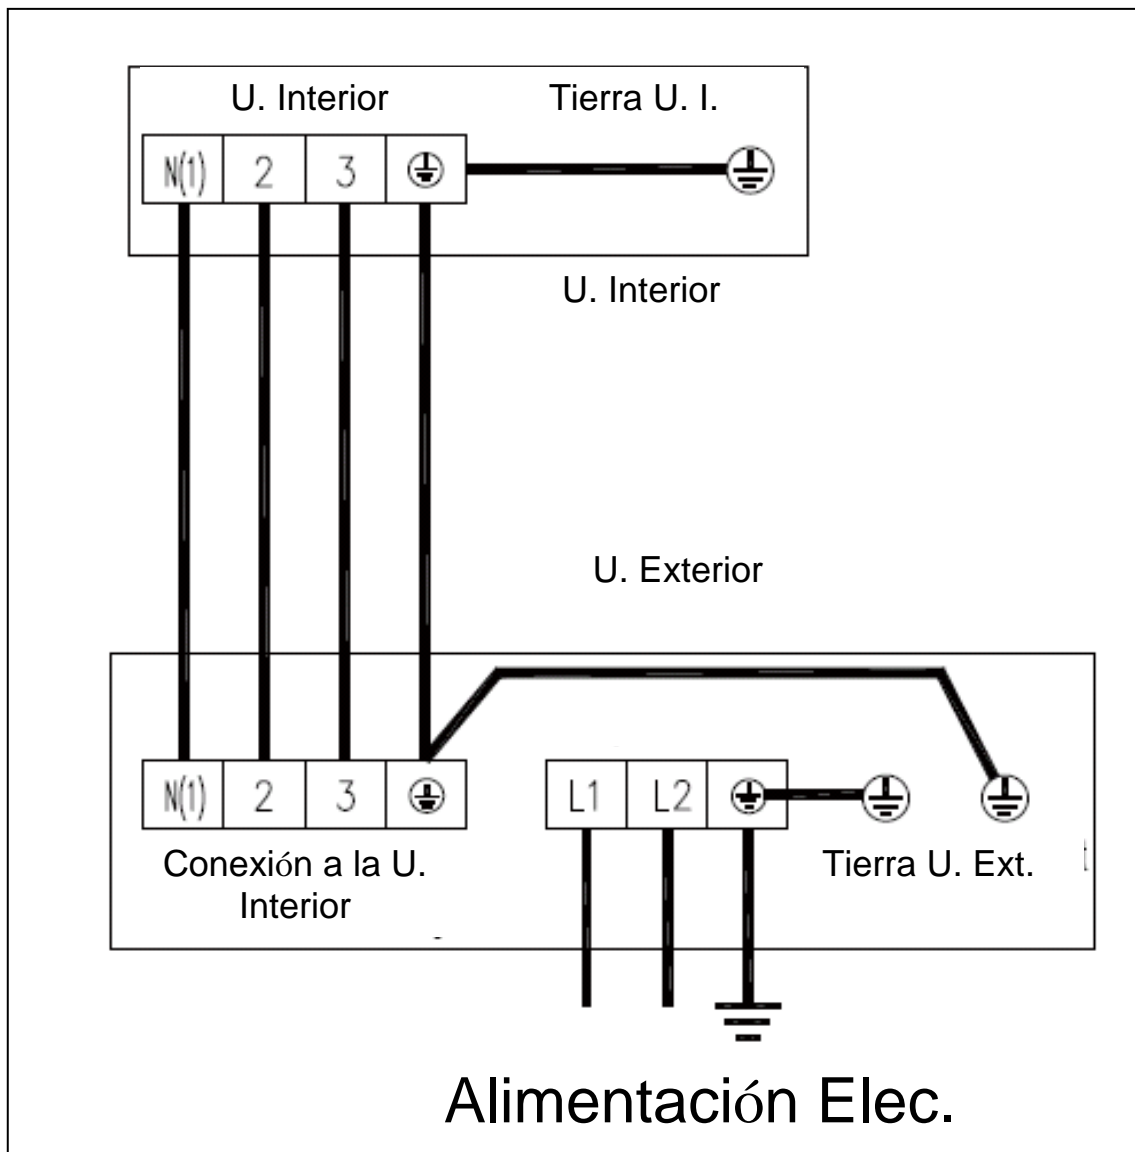 U. Interior Tierra U. I.
N(1) 2 3
U. Interior
U. Exterior
N(1) 2 3 L1 L2
Conexión a la U.
Interior
Tierra U. Ext.
Alimentación Elec.